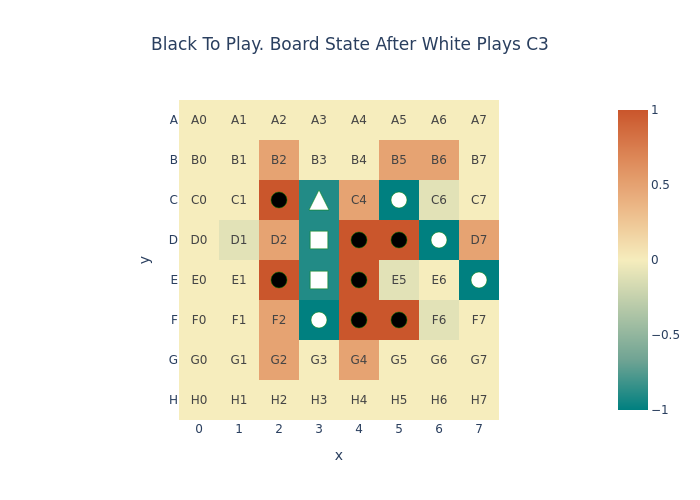 Black To Play. Board State After White Plays C3
A A0 A1 A2 A3 A4 A5 A6 A7
B B0 B1 B2 B3 B4 B5 B6 B7
C C0 C1 C4 C6 C7
D D0 D1 D2 D7
E E0 E1 E5 E6
F F0 F1 F2 F6 F7
G G0 G1 G2 G3 G4 G5 G6 G7
H H0 H1 H2 H3 H4 H5 H6 H7
0 1 2 3 4 5 6 7
x
y
1
0.5
0
−0.5
−1